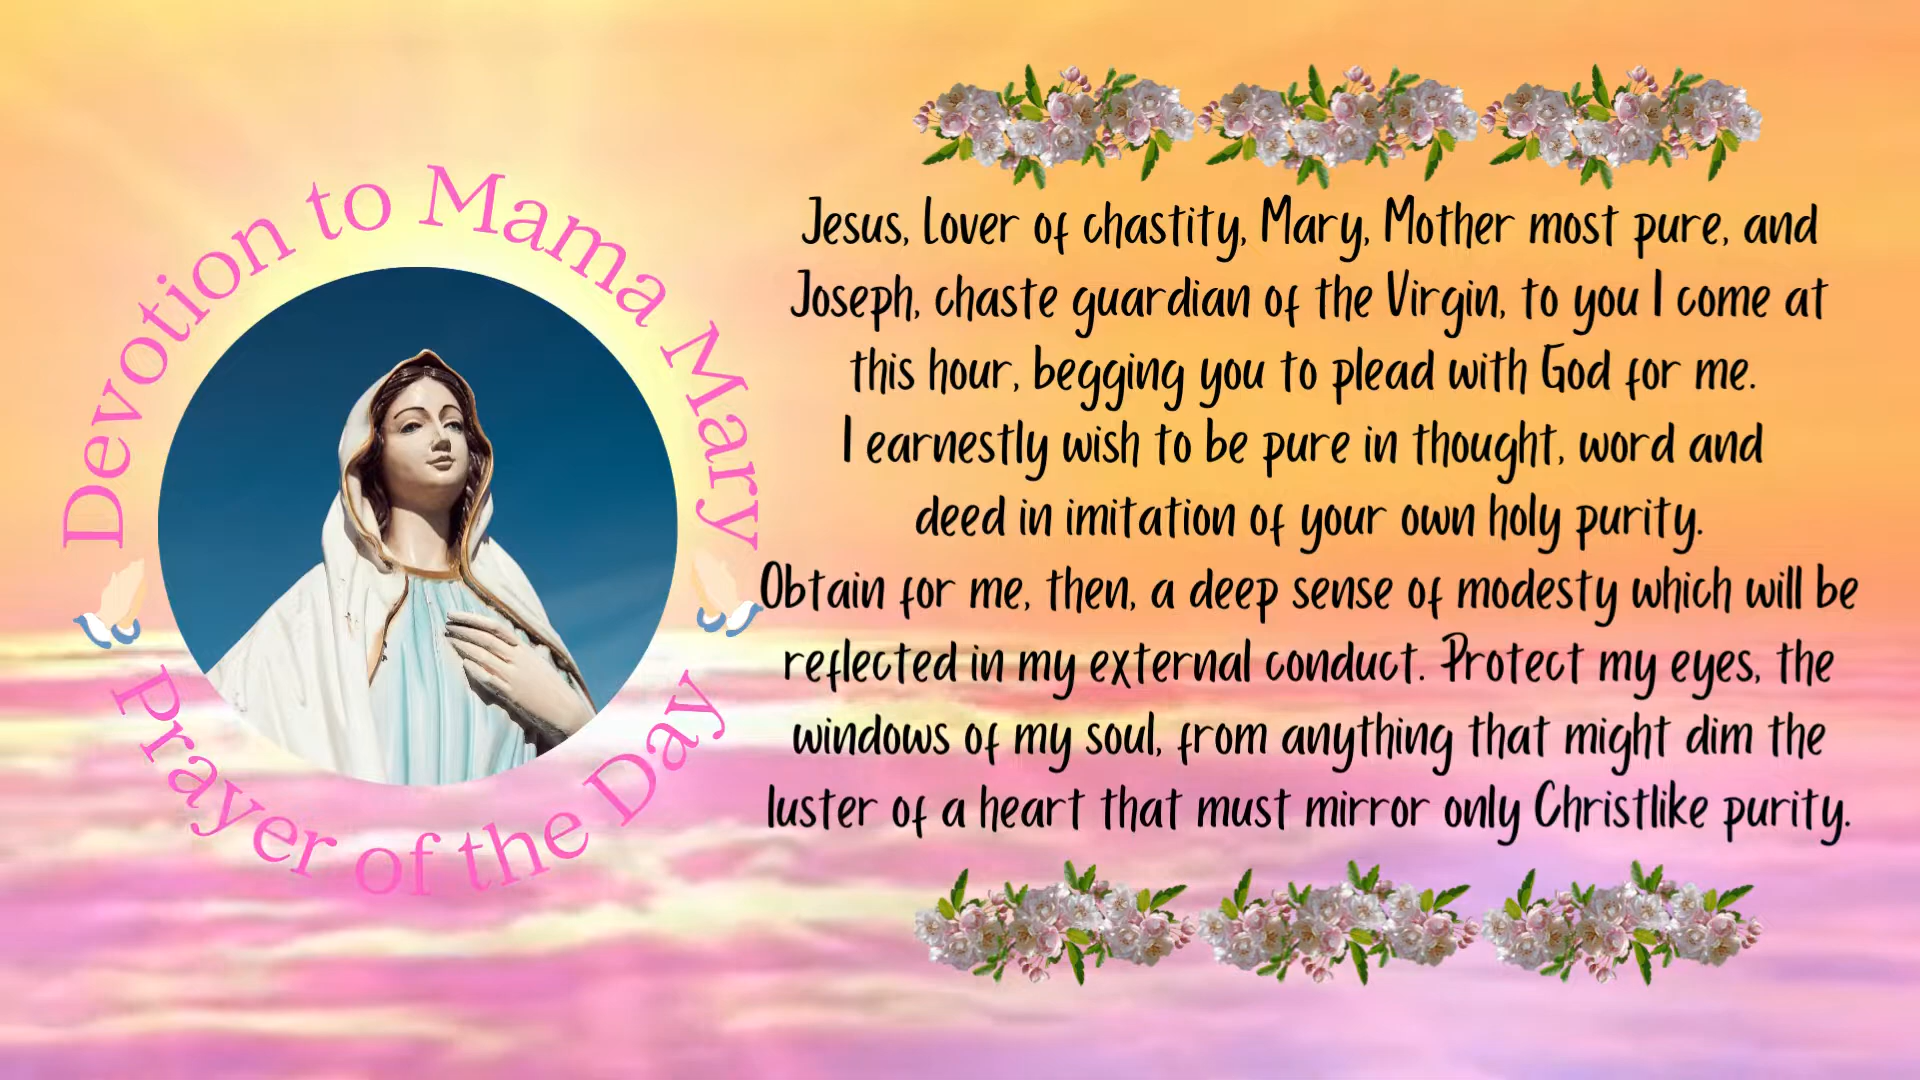 Devotion to Mama Mary
Prayer of the Day
Jesus, Lover of chastity, Mary, Mother most pure, and
Joseph, chaste guardian of the Virgin, to you I come at
this hour, begging you to plead with God for me.
I earnestly wish to be pure in thought, word and
deed in imitation of your own holy purity.
Obtain for me, then, a deep sense of modesty which will be
reflected in my external conduct. Protect my eyes, the
windows of my soul, from anything that might dim the
luster of a heart that must mirror only Christlike purity.